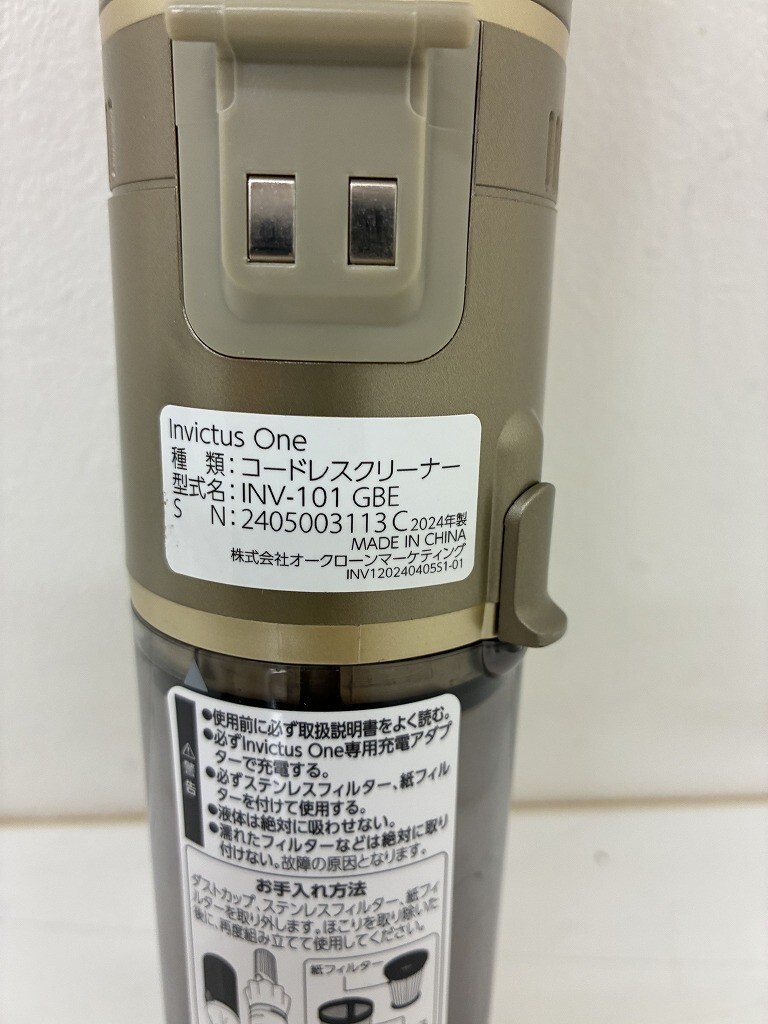 Invictus One
種 類：コードレスクリーナー
型式名：INV-101 GBE
S N：2405003113C 2024年製
MADE IN CHINA
株式会社オークローンマーケティング
INV120240405S1-01
⚠警告
●使用前に必ず取扱説明書をよく読む。
●必ずInvictus One専用充電アダプ
ターで充電する。
●必ずステンレスフィルター、紙フィル
ターを付けて使用する。
●液体は絶対に吸わせない。
●濡れたフィルターなどは絶対に取り
付けない。故障の原因となります。
お手入れ方法
ダストカップ、ステンレスフィルター、紙フィ
ルターを取り外します。ほこりを取り除いた
後に、再度組み立てて使用してください。
紙フィルター